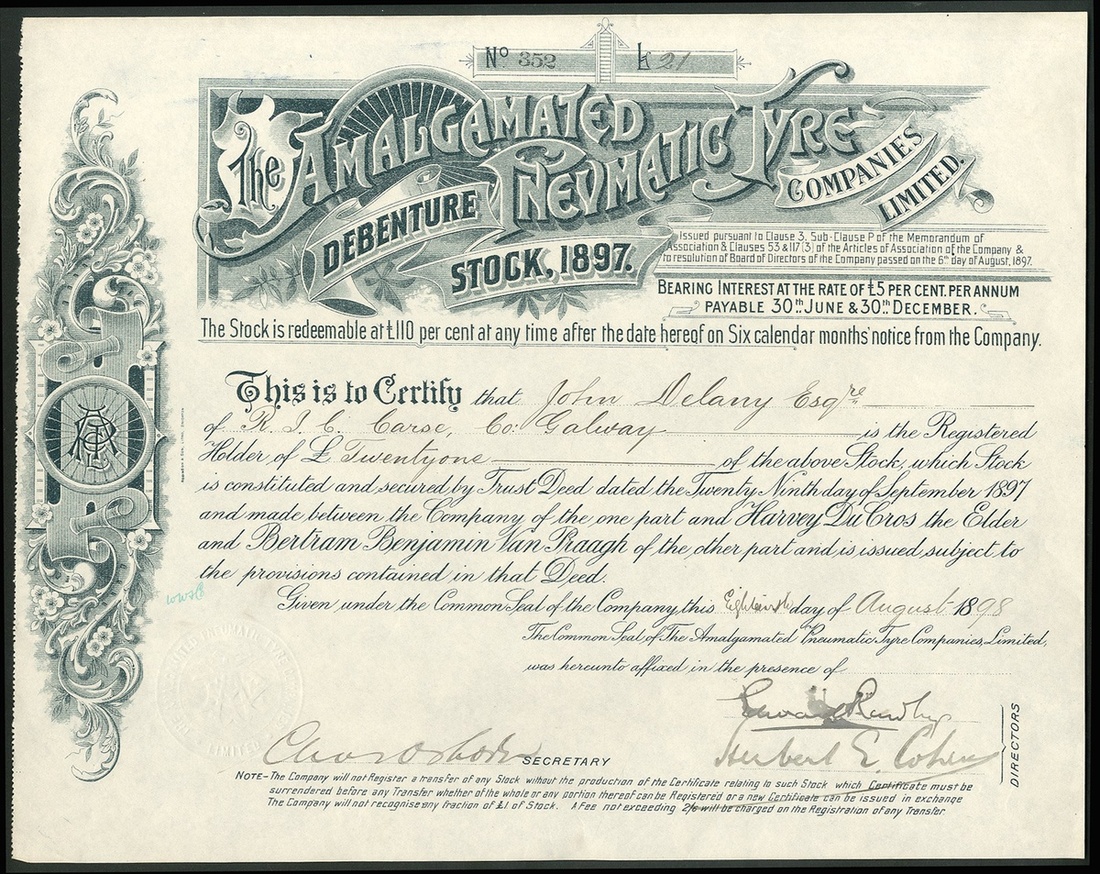 No 352 £21
The AMALGAMATED PNEUMATIC TYRE COMPANIES LIMITED.
DEBENTURE STOCK, 1897.
Issued pursuant to Clause 3, Sub-Clause P of the Memorandum of
Association & Clauses 53 & 117 (3) of the Articles of Association of the Company &
to resolution of Board of Directors of the Company passed on the 6th day of August, 1897.
BEARING INTEREST AT THE RATE OF £5 PER CENT. PER ANNUM
PAYABLE 30th JUNE & 30th DECEMBER.
The Stock is redeemable at £110 per cent at any time after the date hereof on Six calendar months' notice from the Company.
This is to Certify that John Delany Esqre
of R.I.C. Carse, Co: Galway is the Registered
Holder of £ Twentyone of the above Stock, which Stock
is constituted and secured by Trust Deed dated the Twenty Ninth day of September 1897
and made between the Company of the one part and Harvey Du Cros the Elder
and Bertram Benjamin Van Praagh of the other part and is issued subject to
the provisions contained in that Deed.
Given under the Common Seal of the Company, this Eighteenth day of August 1898
The Common Seal of The Amalgamated Pneumatic Tyre Companies, Limited,
was hereunto affixed in the presence of
SECRETARY
Herbert E. Cohen
DIRECTORS
NOTE—The Company will not Register a transfer of any Stock without the production of the Certificate relating to such Stock which Certificate must be
surrendered before any Transfer whether of the whole or any portion thereof can be Registered or a new Certificate can be issued in exchange
The Company will not recognise any fraction of £1 of Stock. A Fee not exceeding 2/6 will be charged on the Registration of any Transfer.